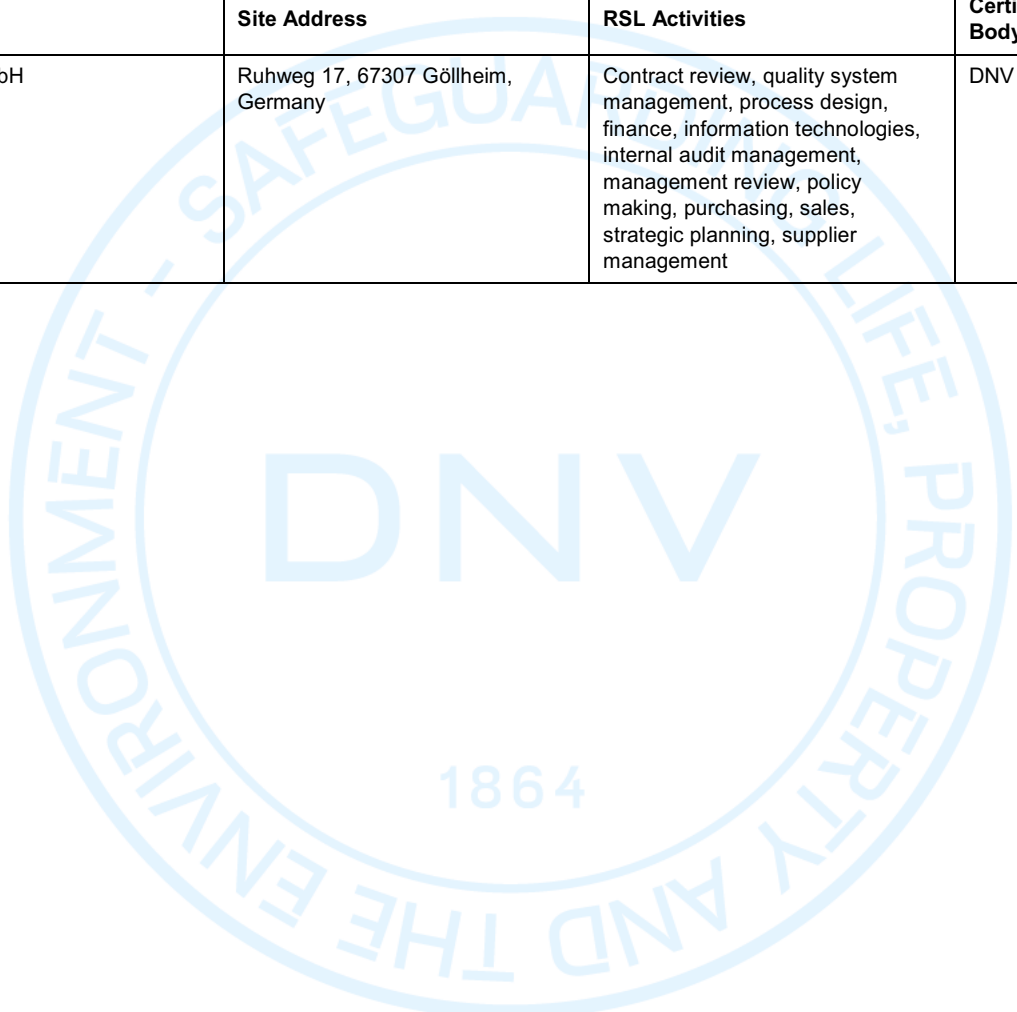 Site Address
RSL Activities
Body
bH
Ruhweg 17, 67307 Göllheim,
Germany
Contract review, quality system
management, process design,
finance, information technologies,
internal audit management,
management review, policy
making, purchasing, sales,
strategic planning, supplier
management
DNV
SAFEGUARDING LIFE, PROPERTY AND THE ENVIRONMENT –
DNV
1864